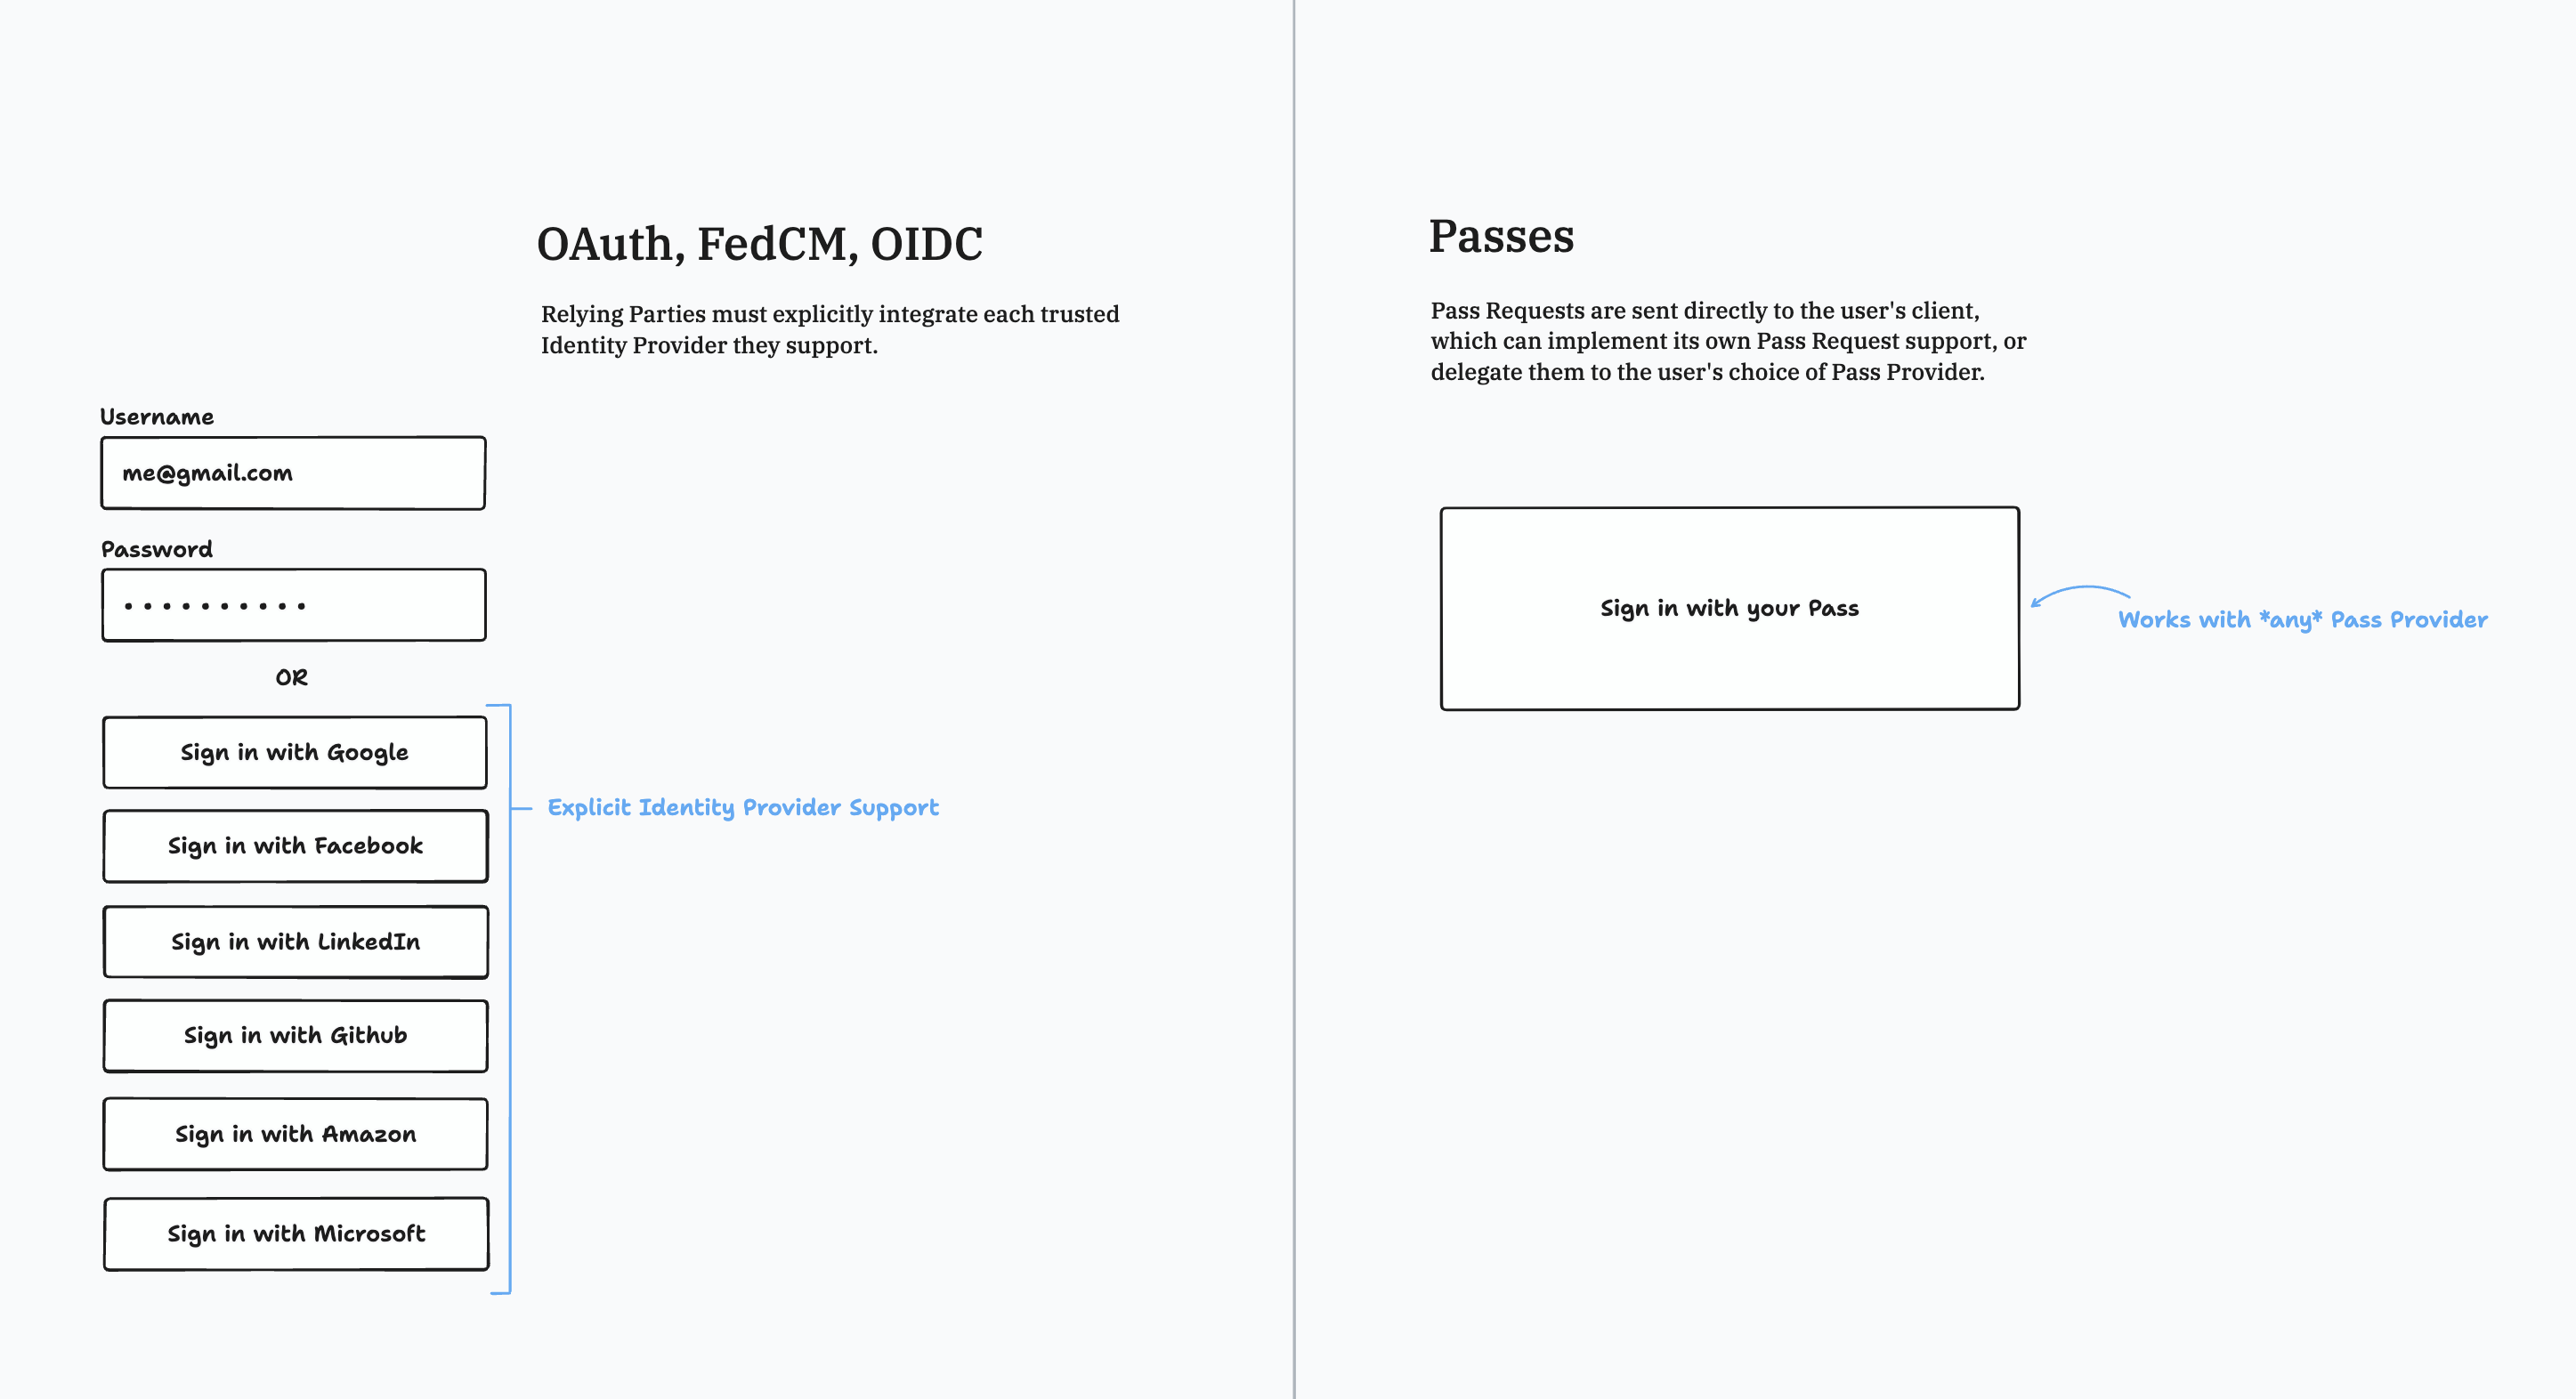 OAuth, FedCM, OIDC
Relying Parties must explicitly integrate each trusted
Identity Provider they support.
Username
me@gmail.com
Password
OR
Sign in with Google
Sign in with Facebook
Sign in with LinkedIn
Sign in with Github
Sign in with Amazon
Sign in with Microsoft
Explicit Identity Provider Support
Passes
Pass Requests are sent directly to the user's client,
which can implement its own Pass Request support, or
delegate them to the user's choice of Pass Provider.
Sign in with your Pass
Works with *any* Pass Provider